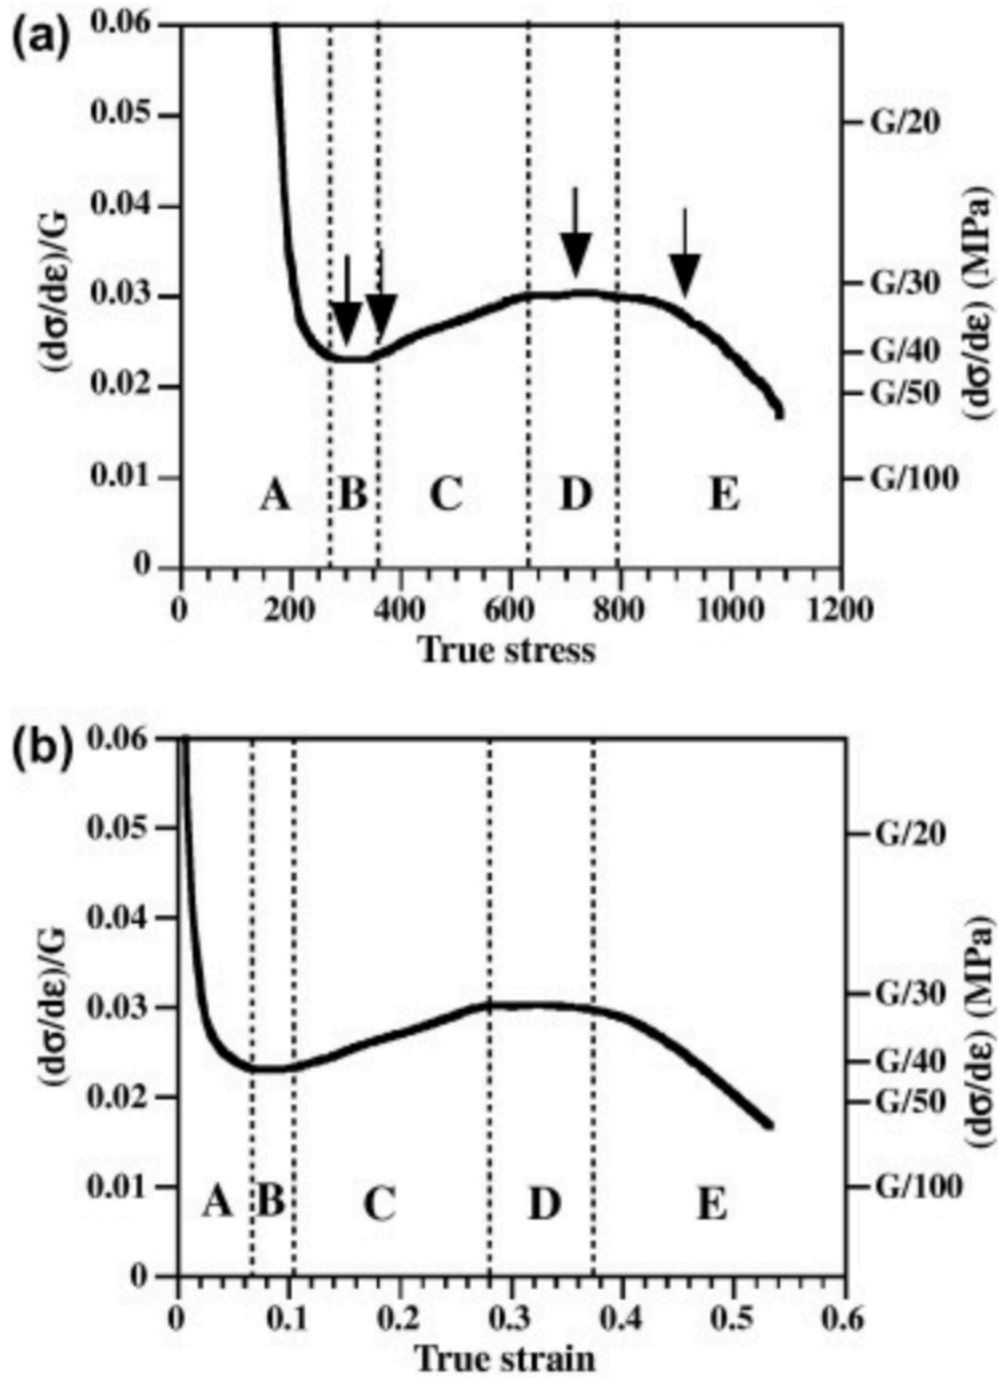 (a)
0.06
0.05
0.04
0.03
0.02
0.01
0
(dσ/dε)/G
G/20
G/30
G/40
G/50
G/100
(dσ/dε) (MPa)
A B C D E
0 200 400 600 800 1000 1200
True stress
(b)
0.06
0.05
0.04
0.03
0.02
0.01
0
(dσ/dε)/G
G/20
G/30
G/40
G/50
G/100
(dσ/dε) (MPa)
A B C D E
0 0.1 0.2 0.3 0.4 0.5 0.6
True strain